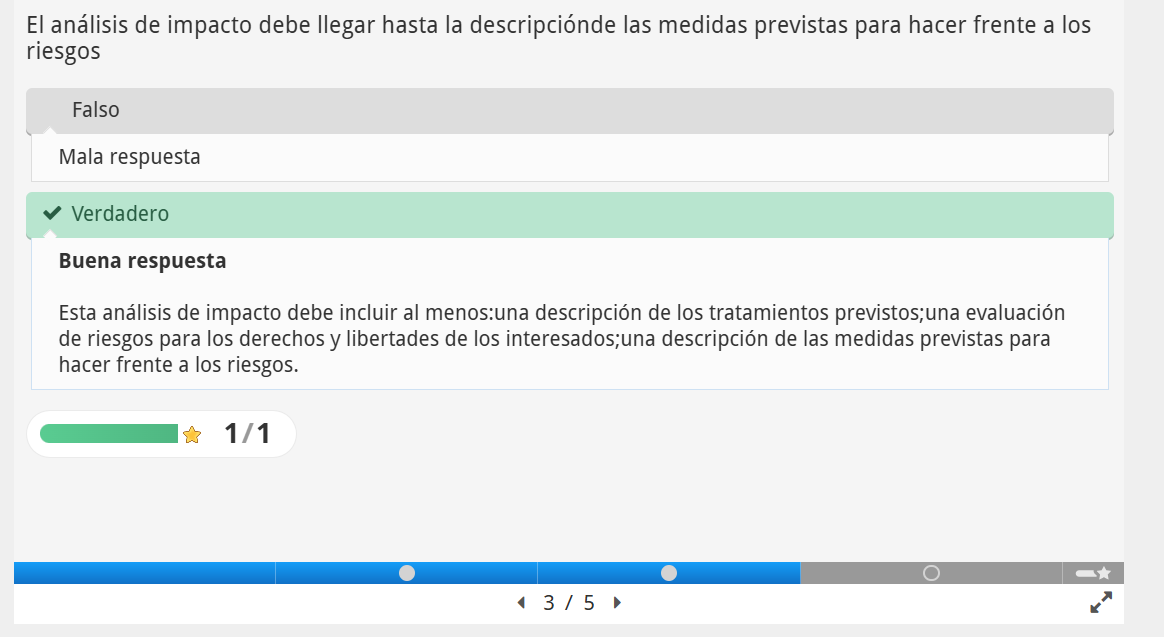 El análisis de impacto debe llegar hasta la descripciónde las medidas previstas para hacer frente a los
riesgos
Falso
Mala respuesta
Verdadero
Buena respuesta
Esta análisis de impacto debe incluir al menos:una descripción de los tratamientos previstos;una evaluación
de riesgos para los derechos y libertades de los interesados;una descripción de las medidas previstas para
hacer frente a los riesgos.
1/1
3 / 5